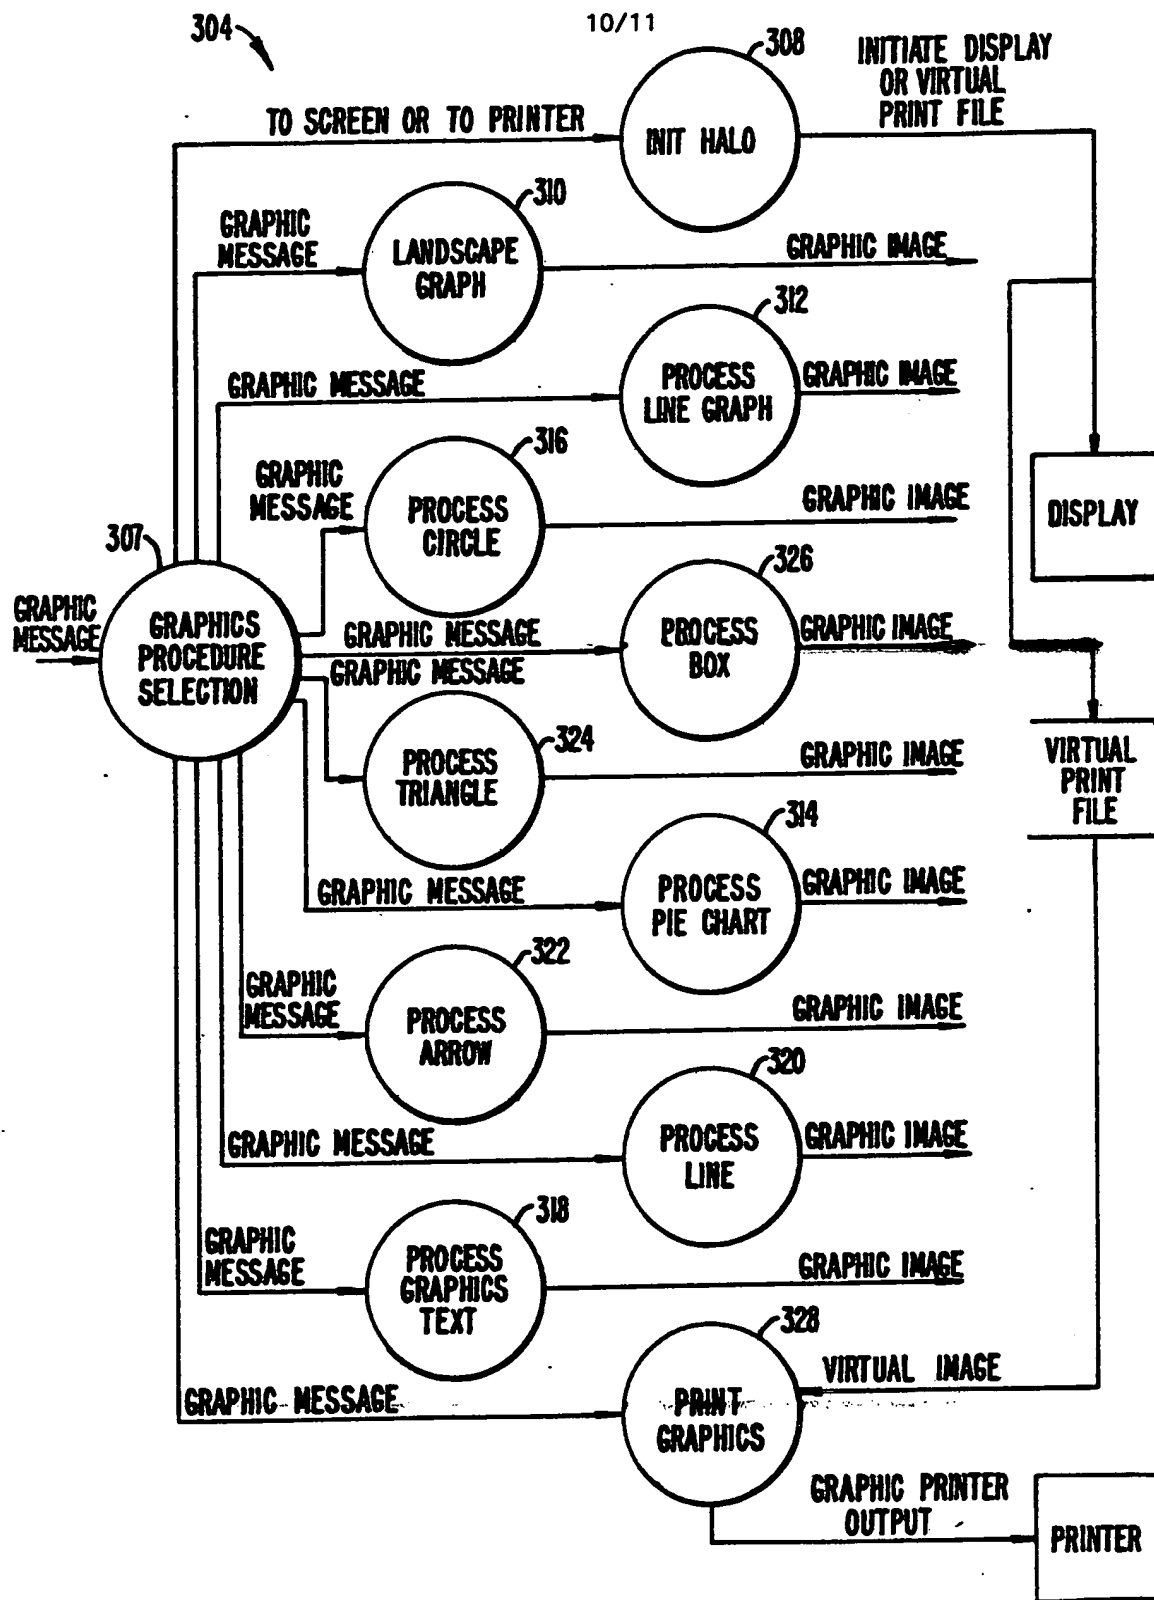 10/11
304
308
INITIATE DISPLAY
OR VIRTUAL
PRINT FILE
TO SCREEN OR TO PRINTER
INIT HALO
310
GRAPHIC
MESSAGE
LANDSCAPE
GRAPH
GRAPHIC IMAGE
312
GRAPHIC MESSAGE
PROCESS
LINE GRAPH
GRAPHIC IMAGE
316
GRAPHIC
MESSAGE
PROCESS
CIRCLE
GRAPHIC IMAGE
DISPLAY
307
GRAPHIC
MESSAGE
GRAPHICS
PROCEDURE
SELECTION
326
GRAPHIC MESSAGE
PROCESS
BOX
GRAPHIC IMAGE
GRAPHIC MESSAGE
324
PROCESS
TRIANGLE
GRAPHIC IMAGE
VIRTUAL
PRINT
FILE
314
GRAPHIC MESSAGE
PROCESS
PIE CHART
GRAPHIC IMAGE
322
GRAPHIC
MESSAGE
PROCESS
ARROW
GRAPHIC IMAGE
320
GRAPHIC MESSAGE
PROCESS
LINE
GRAPHIC IMAGE
318
GRAPHIC
MESSAGE
PROCESS
GRAPHICS
TEXT
GRAPHIC IMAGE
328
VIRTUAL IMAGE
GRAPHIC MESSAGE
PRINT
GRAPHICS
GRAPHIC PRINTER
OUTPUT
PRINTER